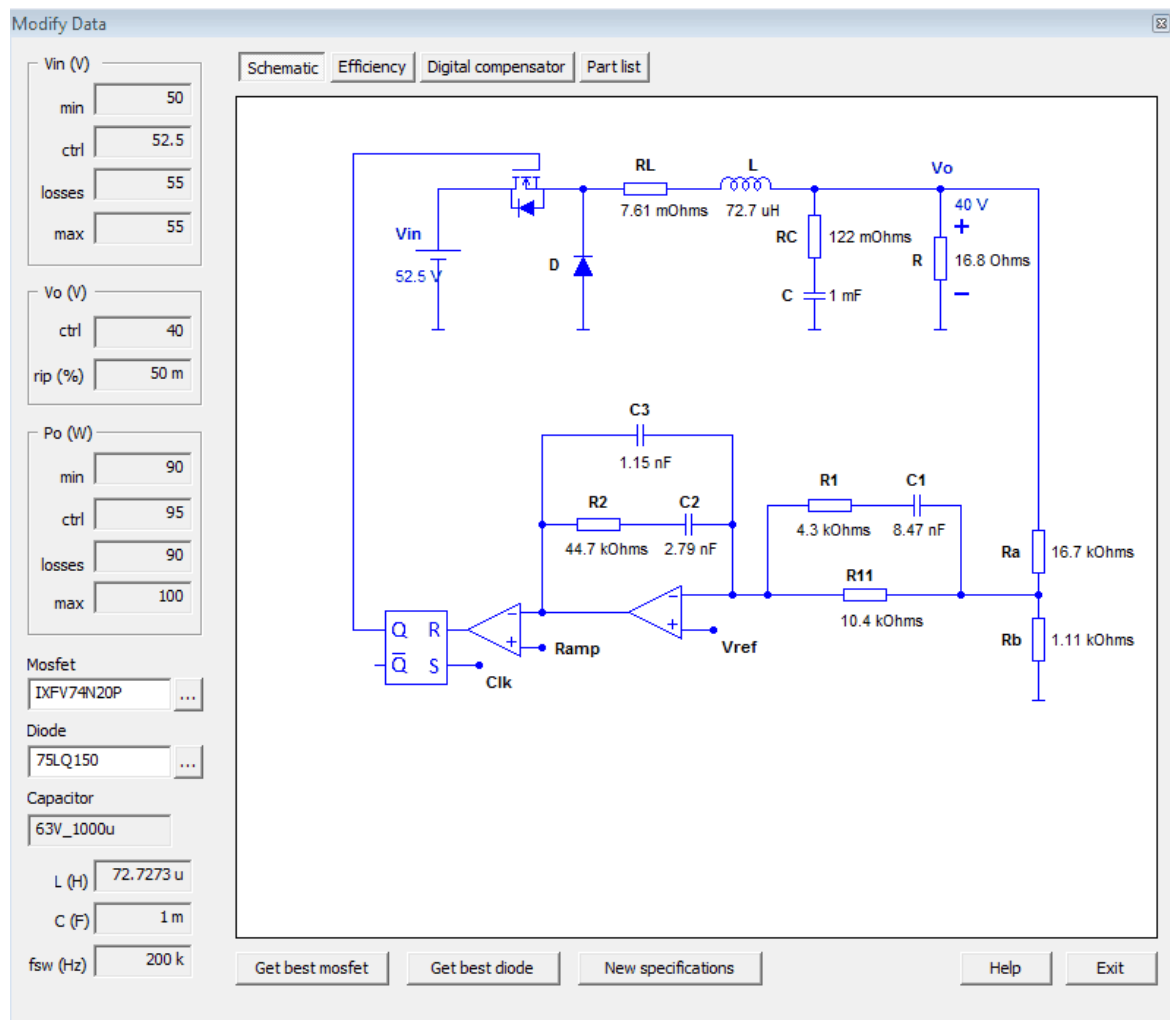 Modify Data
Vin (V)
min 50
ctrl 52.5
losses 55
max 55
Vo (V)
ctrl 40
rip (%) 50 m
Po (W)
min 90
ctrl 95
losses 90
max 100
Mosfet
IXFV74N20P ...
Diode
75LQ150 ...
Capacitor
63V_1000u
L (H) 72.7273 u
C (F) 1 m
fsw (Hz) 200 k
Schematic Efficiency Digital compensator Part list
RL L Vo
7.61 mOhms 72.7 uH 40 V
Vin RC 122 mOhms + R 16.8 Ohms
52.5 V D C 1 mF −
C3
1.15 nF
R2 C2
44.7 kOhms 2.79 nF
R1 C1
4.3 kOhms 8.47 nF
R11
10.4 kOhms
Ra 16.7 kOhms
Rb 1.11 kOhms
Q R − + Ramp − + Vref
Q S Clk
Get best mosfet Get best diode New specifications Help Exit